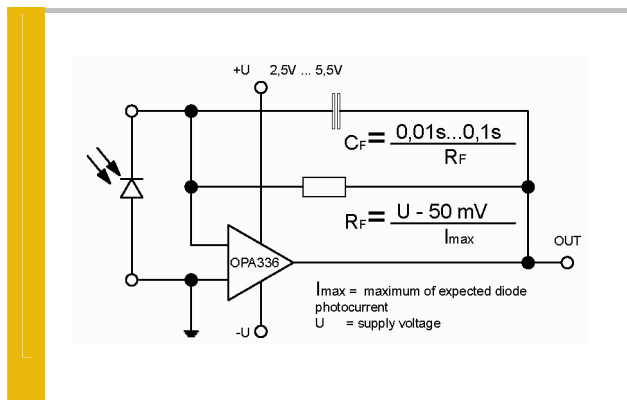 +U 2,5V ... 5,5V
CF= 0,01s...0,1s
RF
RF= U - 50 mV
Imax
OUT
OPA336
Imax = maximum of expected diode
photocurrent
U = supply voltage
-U